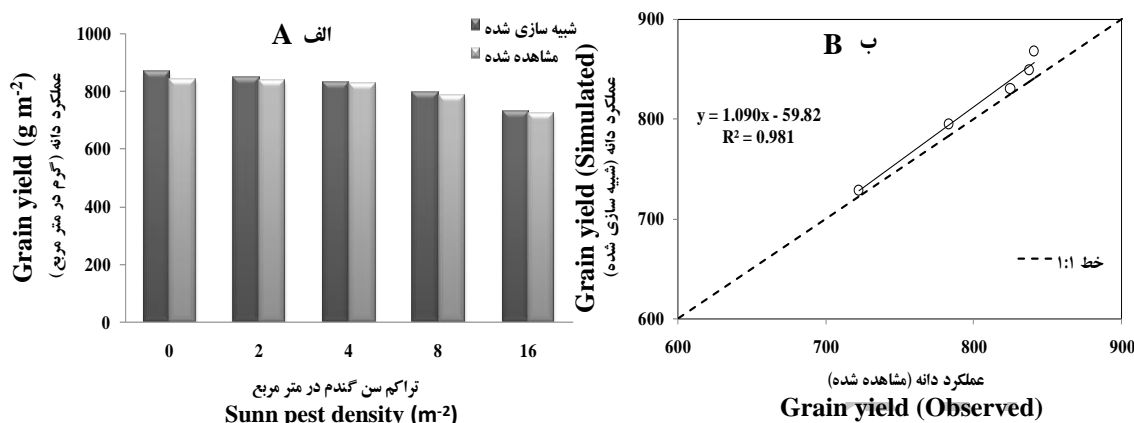 الف A
شبیه سازی شده
مشاهده شده
Grain yield (g m-2)
عملکرد دانه (گرم در متر مربع)
1000
800
600
400
200
0
0 2 4 8 16
تراکم سن گندم در متر مربع
Sunn pest density (m-2)
ب B
Grain yield (Simulated)
عملکرد دانه (شبیه سازی شده)
900
800
700
600
y = 1.090x - 59.82
R² = 0.981
خط ۱:۱
600 700 800 900
عملکرد دانه (مشاهده شده)
Grain yield (Observed)